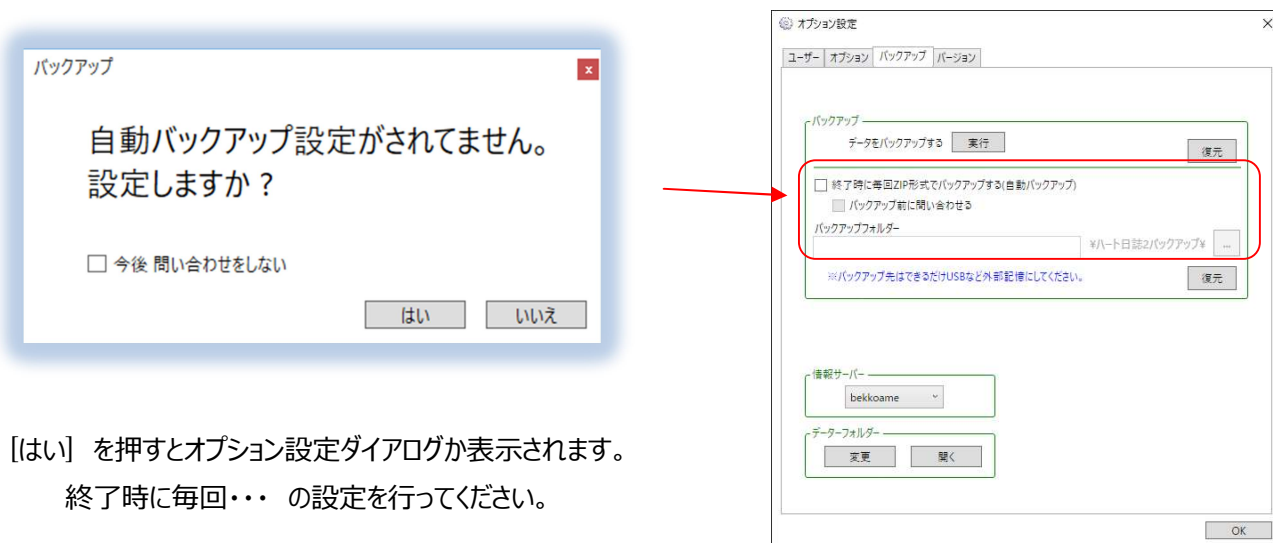 バックアップ
x
自動バックアップ設定がされてません。
設定しますか？
今後 問い合わせをしない
はい
いいえ
[はい] を押すとオプション設定ダイアログか表示されます。
終了時に毎回・・・ の設定を行ってください。
オプション設定
ユーザー オプション バックアップ バージョン
バックアップ
データをバックアップする 実行
復元
終了時に毎回ZIP形式でバックアップする(自動バックアップ)
バックアップ前に問い合わせる
バックアップフォルダー
¥ハート日誌2バックアップ¥ ...
※バックアップ先はできるだけUSBなど外部記憶にしてください。
復元
情報サーバー
bekkoame
データーフォルダー
変更 開く
OK